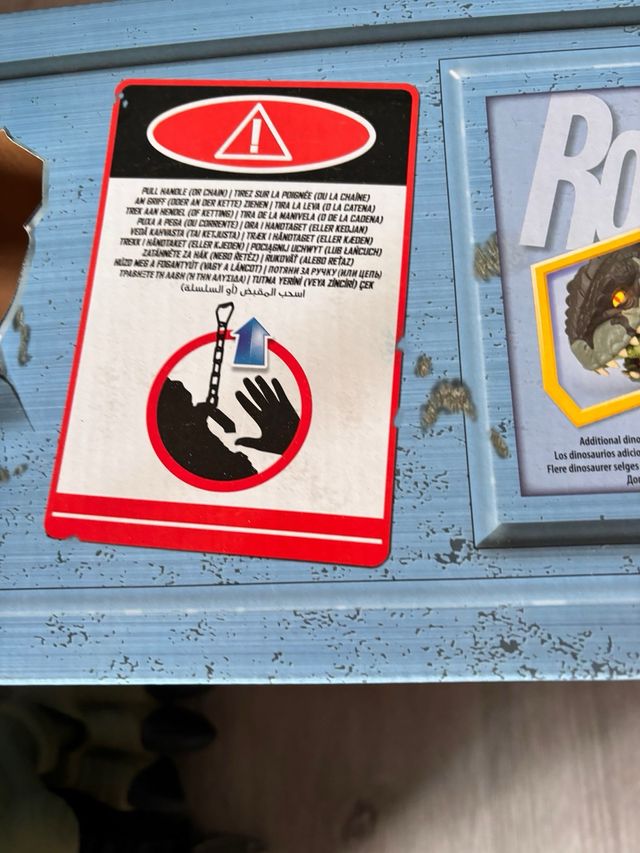 PULL HANDLE (OR CHAIN) | TIREZ SUR LA POIGNÉE (OU LA CHAÎNE)
AN GRIFF (ODER AN DER KETTE) ZIEHEN | TIRA LA LEVA (O LA CATENA)
TREK AAN HENDEL (OF KETTING) | TIRA DE LA MANIVELA (O DE LA CADENA)
PUXA A PEGA (OU CORRENTE) | DRA I HANDTAGET (ELLER KEDJAN)
VEDÄ KAHVASTA (TAI KETJUSTA) | TRÆK I HÅNDTAGET (ELLER KÆDEN)
TREKK I HÅNDTAKET (ELLER KJEDEN) | POCIĄGNIJ UCHWYT (LUB ŁAŃCUCH)
ZATÁHNĚTE ZA HÁK (NEBO ŘETĚZ) | RUKOVÄŤ (ALEBO REŤAZ)
HÚZD MEG A FOGANTYÚT (VAGY A LÁNCOT) | ПОТЯНИ ЗА РУЧКУ (ИЛИ ЦЕПЬ)
ΤΡΑΒΗΞΤΕ ΤΗ ΛΑΒΗ (Ή ΤΗΝ ΑΛΥΣΙΔΑ) | TUTMA YERİNİ (VEYA ZİNCİRİ) ÇEK
اسحب المقبض (أو السلسلة)
Ro
Additional dino
Los dinosaurios adicio
Flere dinosaurer selges